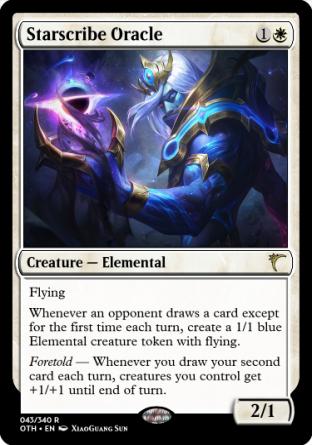 Starscribe Oracle 1
Creature — Elemental
Flying
Whenever an opponent draws a card except
for the first time each turn, create a 1/1 blue
Elemental creature token with flying.
Foretold — Whenever you draw your second
card each turn, creatures you control get
+1/+1 until end of turn.
2/1
043/340 R
OTH • EN XiaoGuang Sun